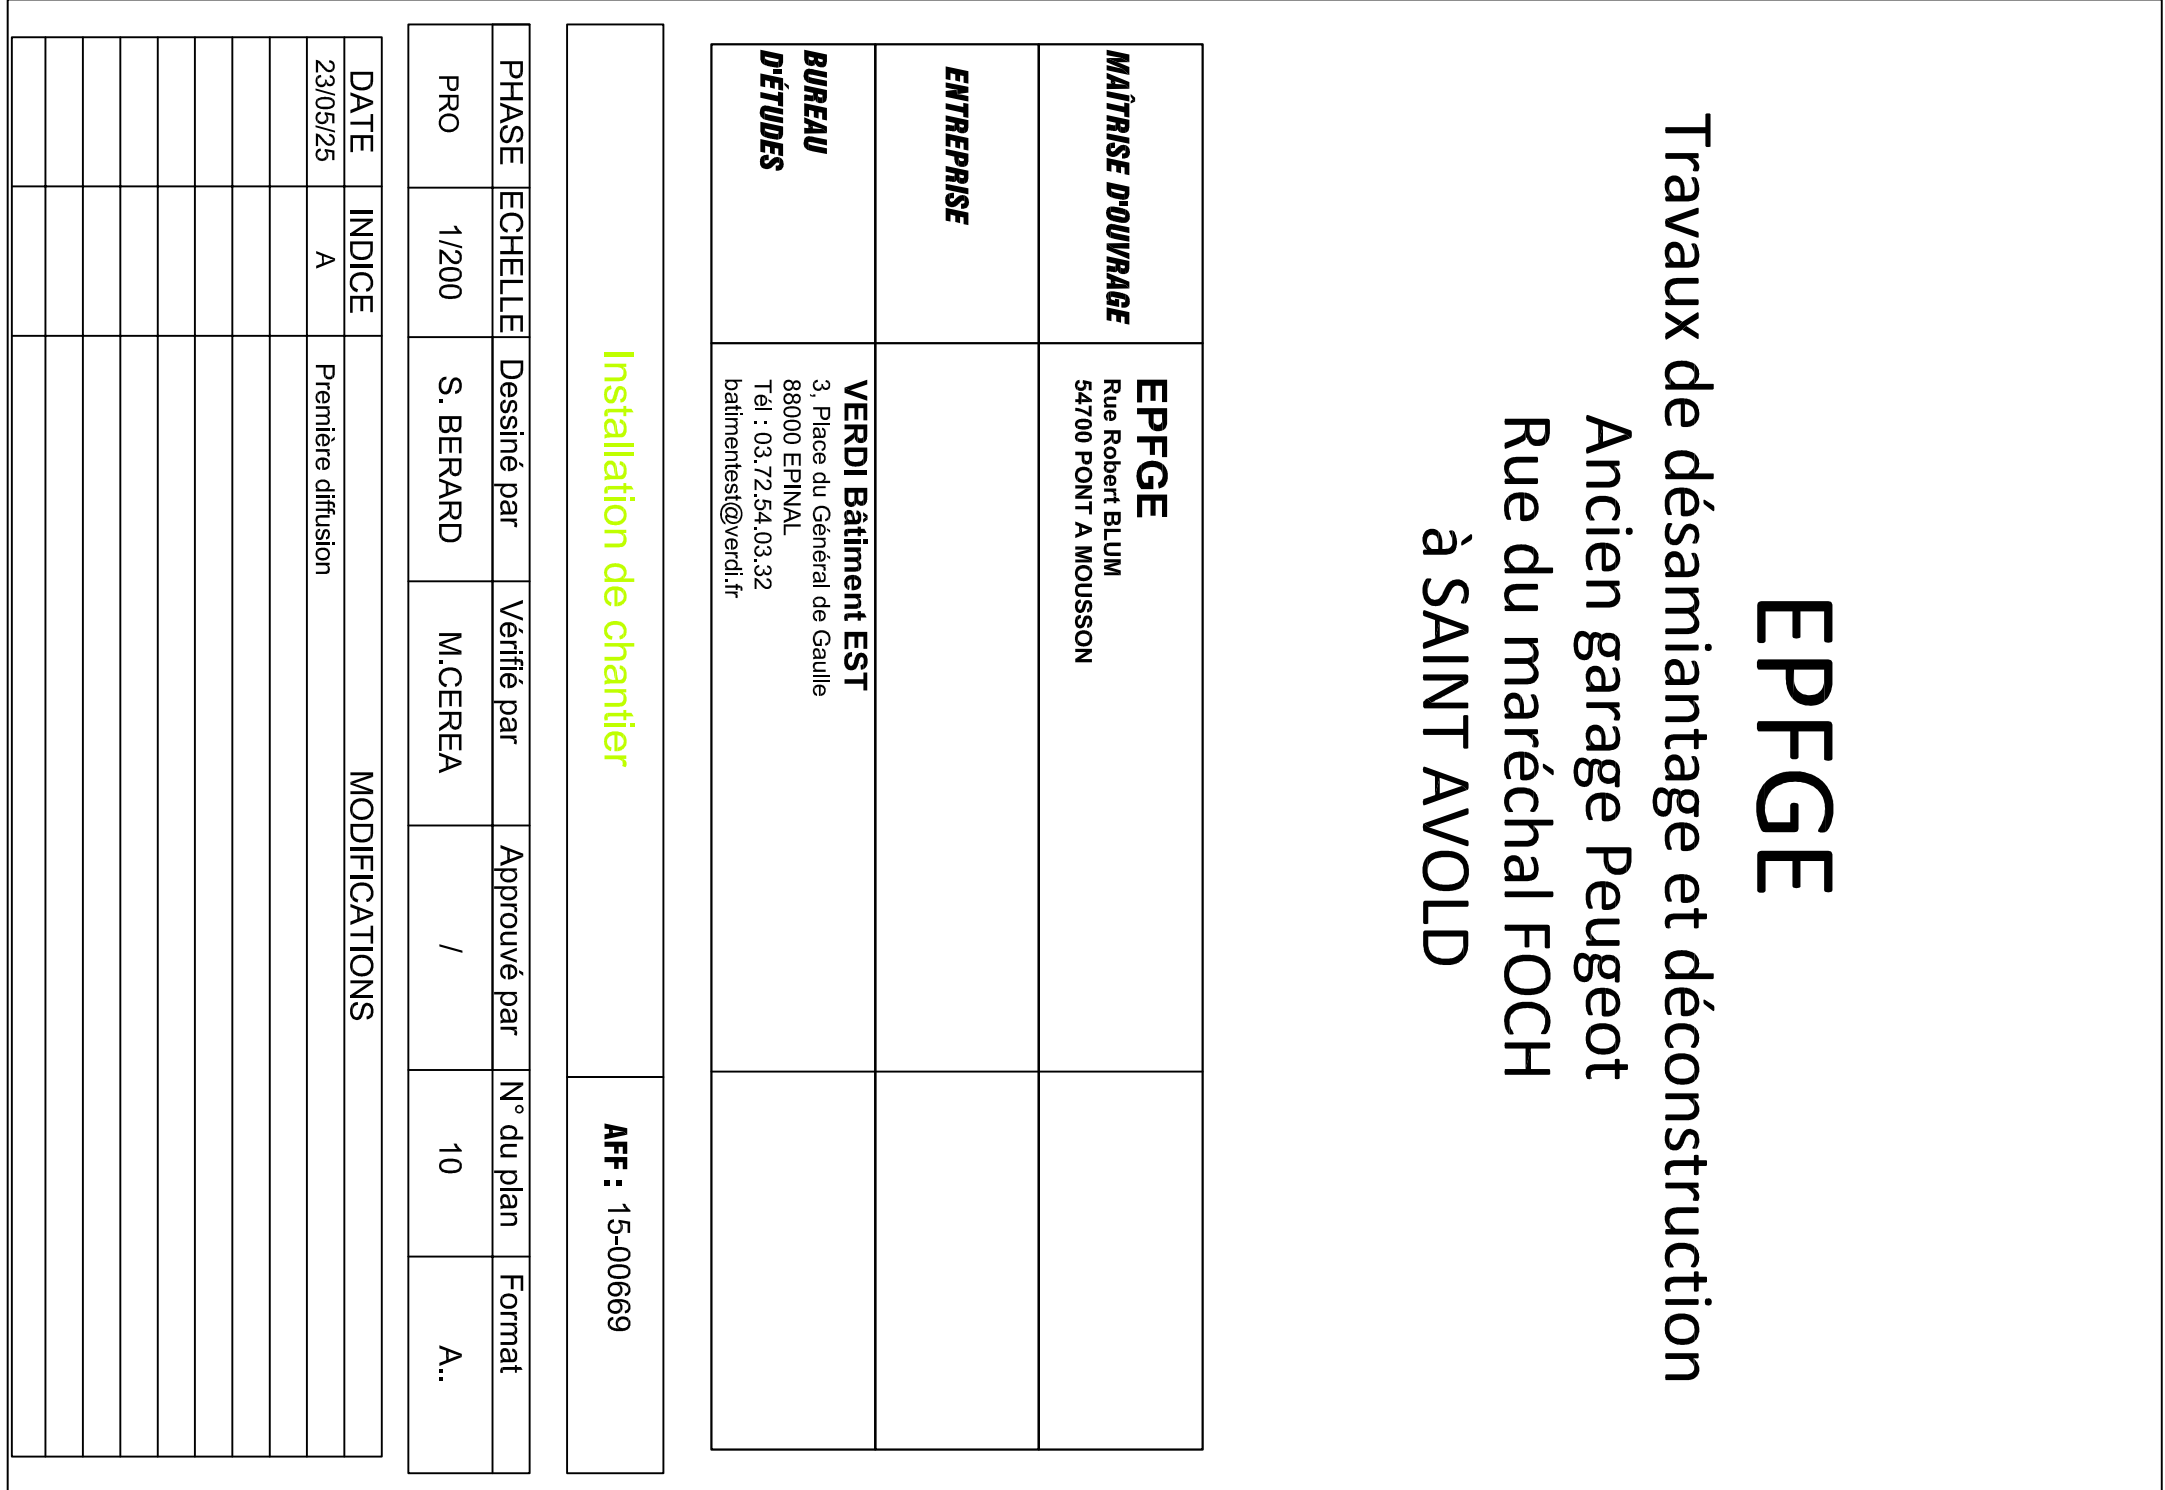 EPFGE
Travaux de désamiantage et déconstruction
Ancien garage Peugeot
Rue du maréchal FOCH
à SAINT AVOLD
MAÎTRISE D'OUVRAGE
EPFGE
Rue Robert BLUM
54700 PONT A MOUSSON
ENTREPRISE
BUREAU
D'ÉTUDES
VERDI Bâtiment EST
3, Place du Général de Gaulle
88000 EPINAL
Tél : 03.72.54.03.32
batimentest@verdi.fr
Installation de chantier
AFF : 15-00669
PHASE ECHELLE Dessiné par Vérifié par Approuvé par N° du plan Format
PRO 1/200 S. BERARD M.CEREA / 10 A..
DATE INDICE MODIFICATIONS
23/05/25 A Première diffusion